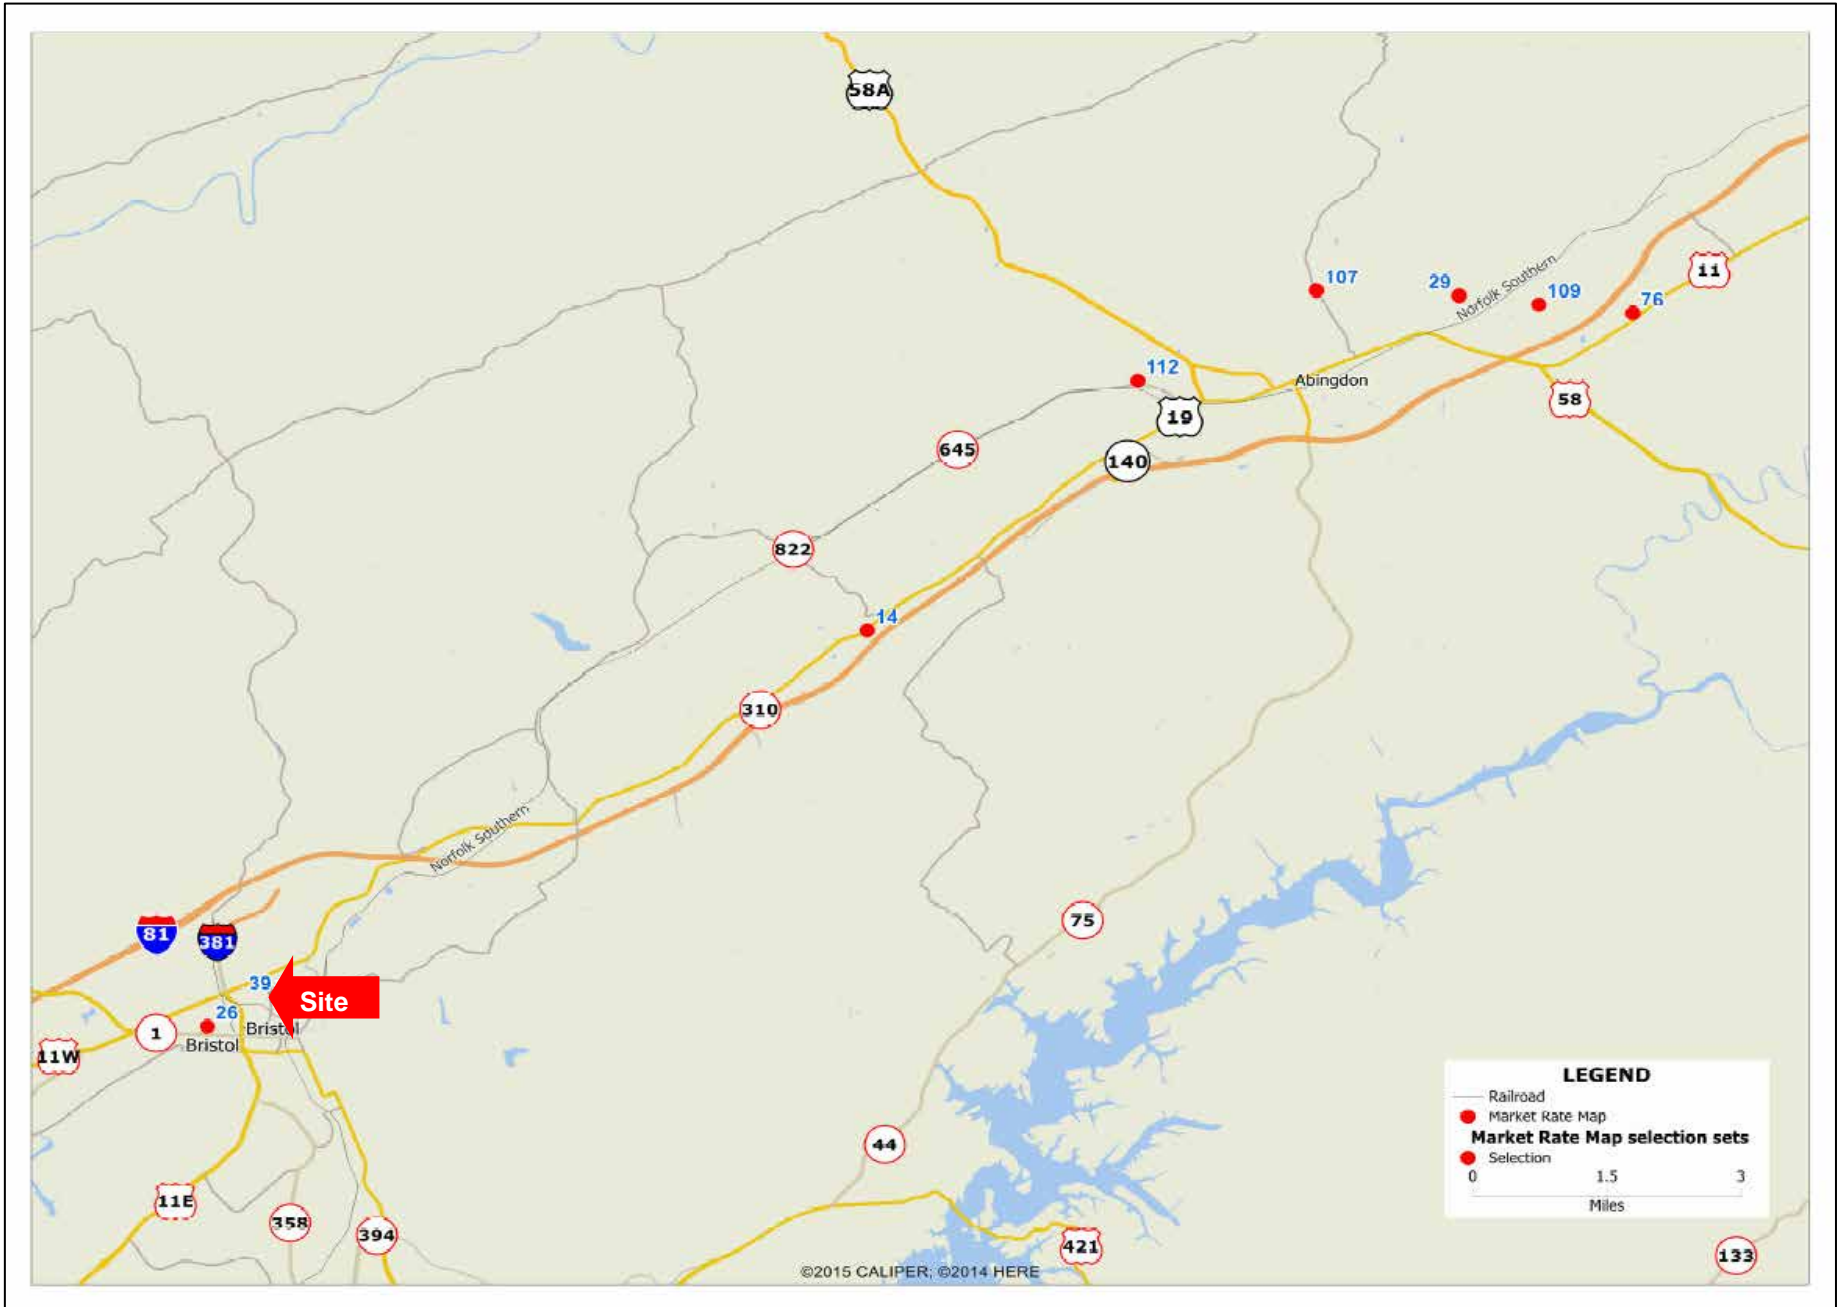 58A
11
107
29
Norfolk Southern
109
76
112
Abingdon
58
19
645
140
822
14
310
Norfolk Southern
81
381
75
39
Site
26
Bristol
1
Bristol
11W
LEGEND
Railroad
Market Rate Map
Market Rate Map selection sets
Selection
0 1.5 3
Miles
44
11E
358
394
421
133
©2015 CALIPER; ©2014 HERE